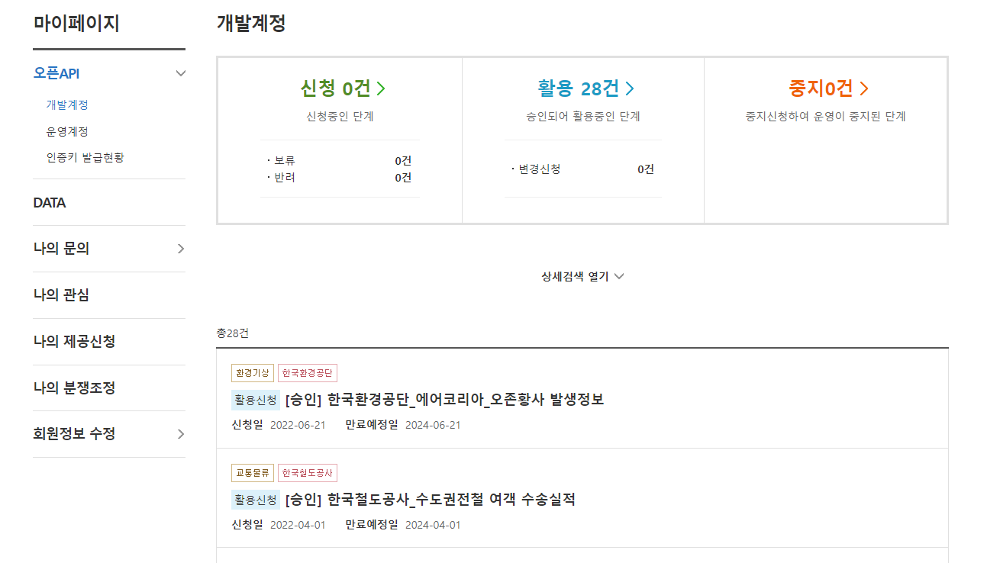 마이페이지
오픈API
개발계정
운영계정
인증키 발급현황
DATA
나의 문의
나의 관심
나의 제공신청
나의 분쟁조정
회원정보 수정
개발계정
신청 0건
신청중인 단계
· 보류 0건
· 반려 0건
활용 28건
승인되어 활용중인 단계
· 변경신청 0건
중지0건
중지신청하여 운영이 중지된 단계
상세검색 열기
총28건
환경기상 한국환경공단
활용신청 [승인] 한국환경공단_에어코리아_오존황사 발생정보
신청일 2022-06-21 만료예정일 2024-06-21
교통물류 한국철도공사
활용신청 [승인] 한국철도공사_수도권전철 여객 수송실적
신청일 2022-04-01 만료예정일 2024-04-01